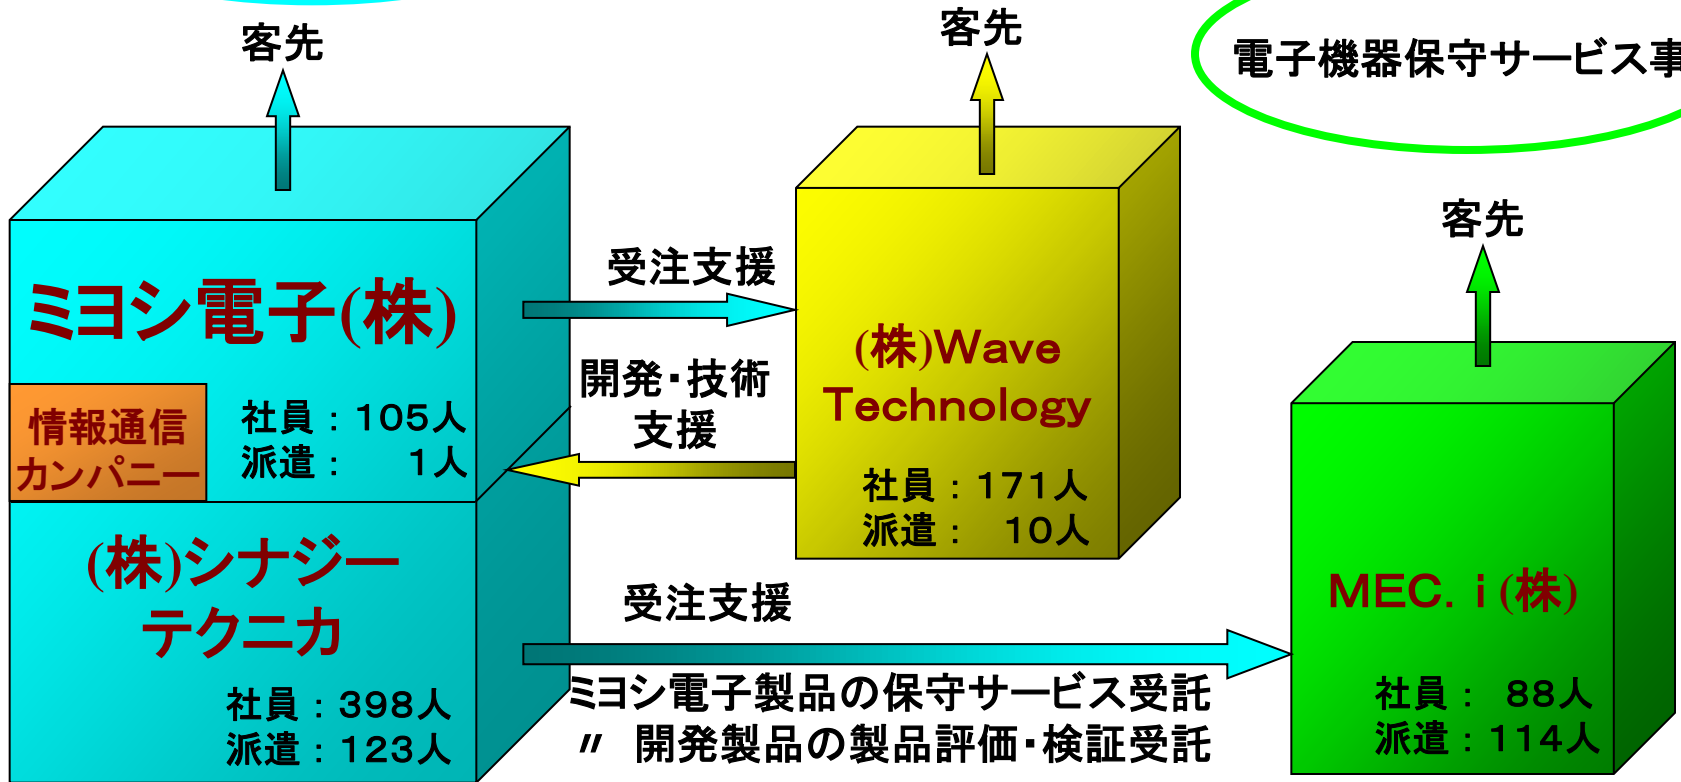 客先
客先
電子機器保守サービス事
客先
ミヨシ電子(株)
情報通信
カンパニー
社員：105人
派遣：　1人
(株)シナジー
テクニカ
社員：398人
派遣：123人
受注支援
開発・技術
支援
(株)Wave
Technology
社員：171人
派遣：　10人
受注支援
ミヨシ電子製品の保守サービス受託
〃　開発製品の製品評価・検証受託
MEC. i (株)
社員：　88人
派遣：114人